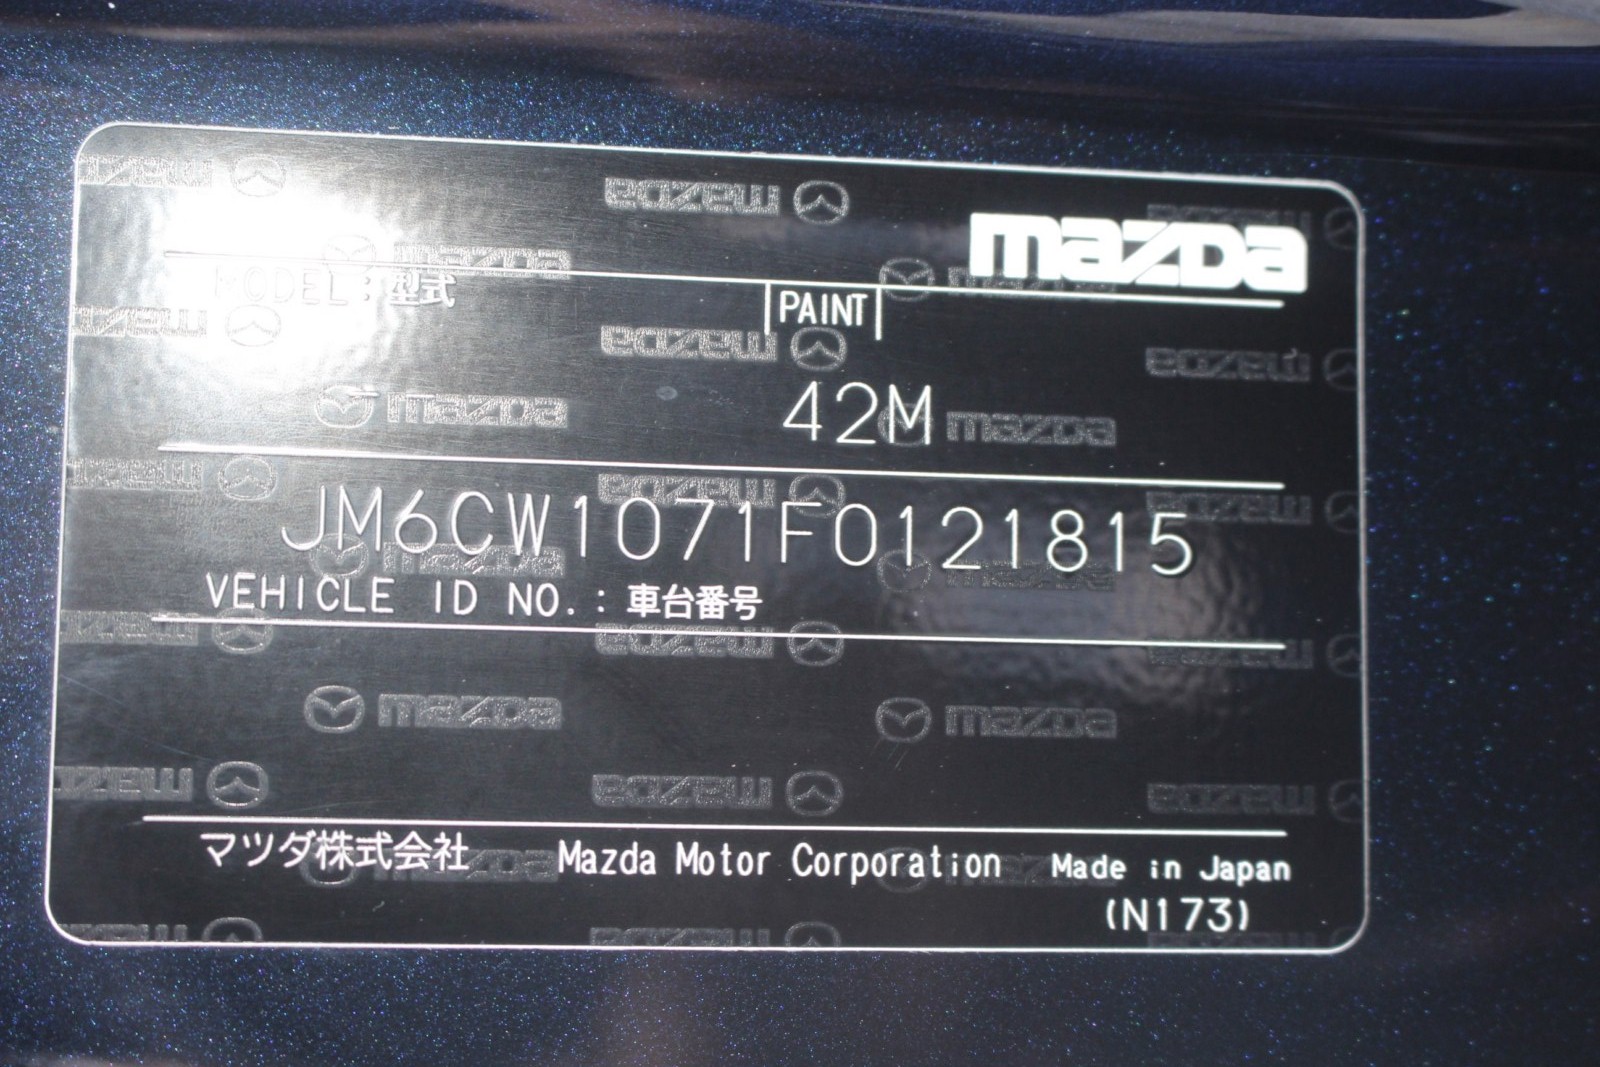 mazda
MODEL : 型式
PAINT
42M
JM6CW1071F0121815
VEHICLE ID NO. : 車台番号
マツダ株式会社 Mazda Motor Corporation Made in Japan
(N173)